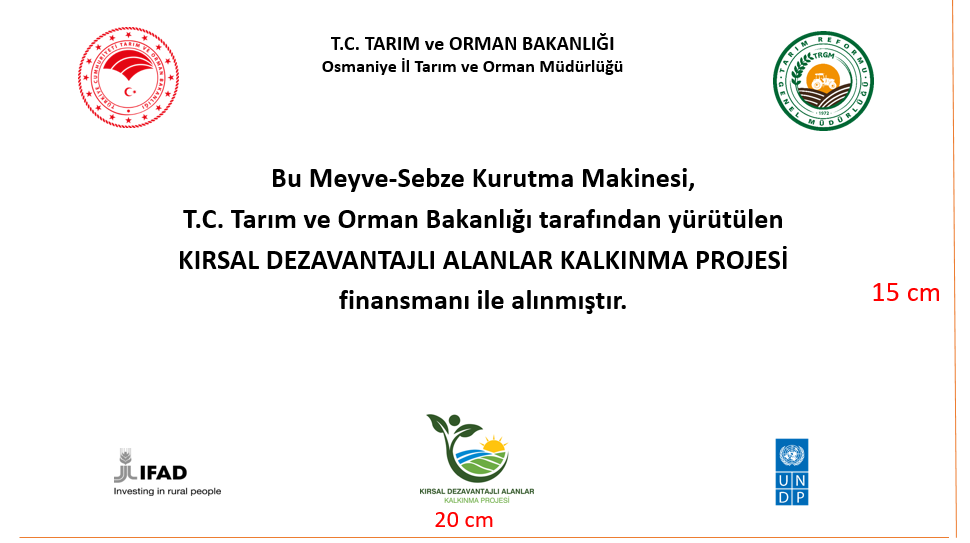 TÜRKİYE CUMHURİYETİ TARIM VE ORMAN BAKANLIĞI
T.C. TARIM ve ORMAN BAKANLIĞI
Osmaniye İl Tarım ve Orman Müdürlüğü
TARIM REFORMU GENEL MÜDÜRLÜĞÜ
TRGM
1972
Bu Meyve-Sebze Kurutma Makinesi,
T.C. Tarım ve Orman Bakanlığı tarafından yürütülen
KIRSAL DEZAVANTAJLI ALANLAR KALKINMA PROJESİ
finansmanı ile alınmıştır.
15 cm
IFAD
Investing in rural people
KIRSAL DEZAVANTAJLI ALANLAR
KALKINMA PROJESİ
U N
D P
20 cm